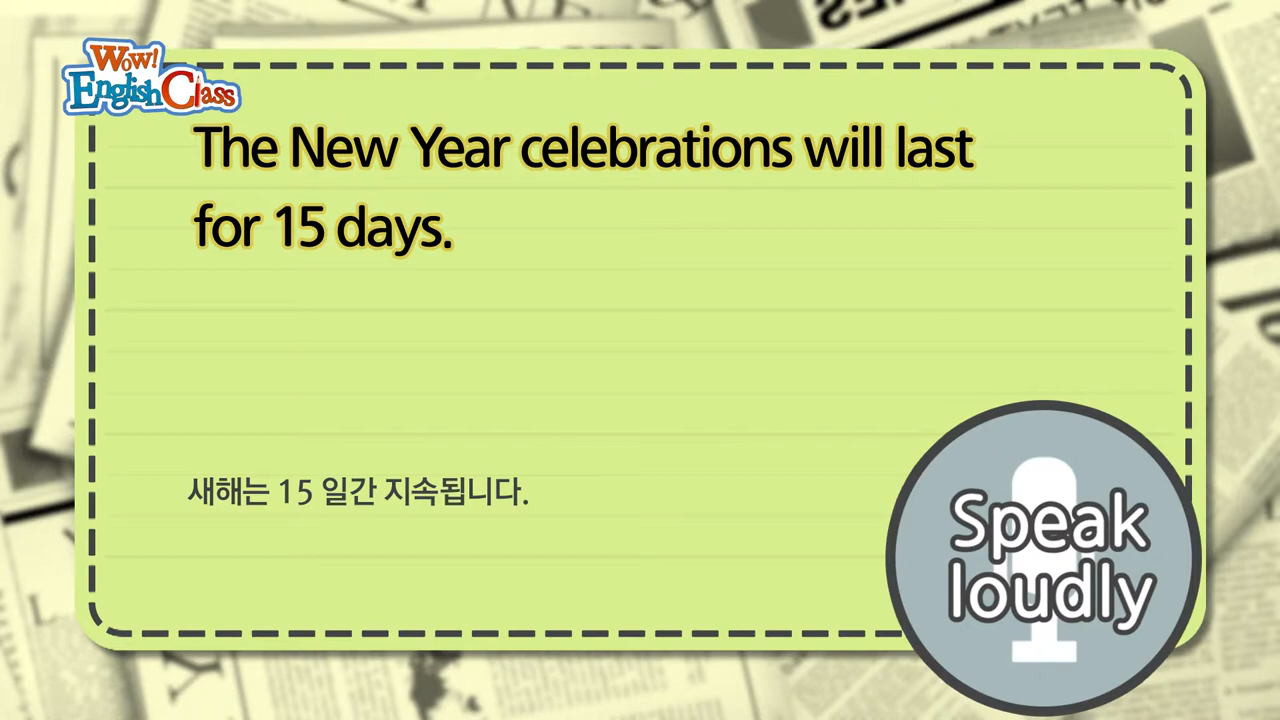 Wow!
English Class
The New Year celebrations will last
for 15 days.
새해는 15 일간 지속됩니다.
Speak
loudly